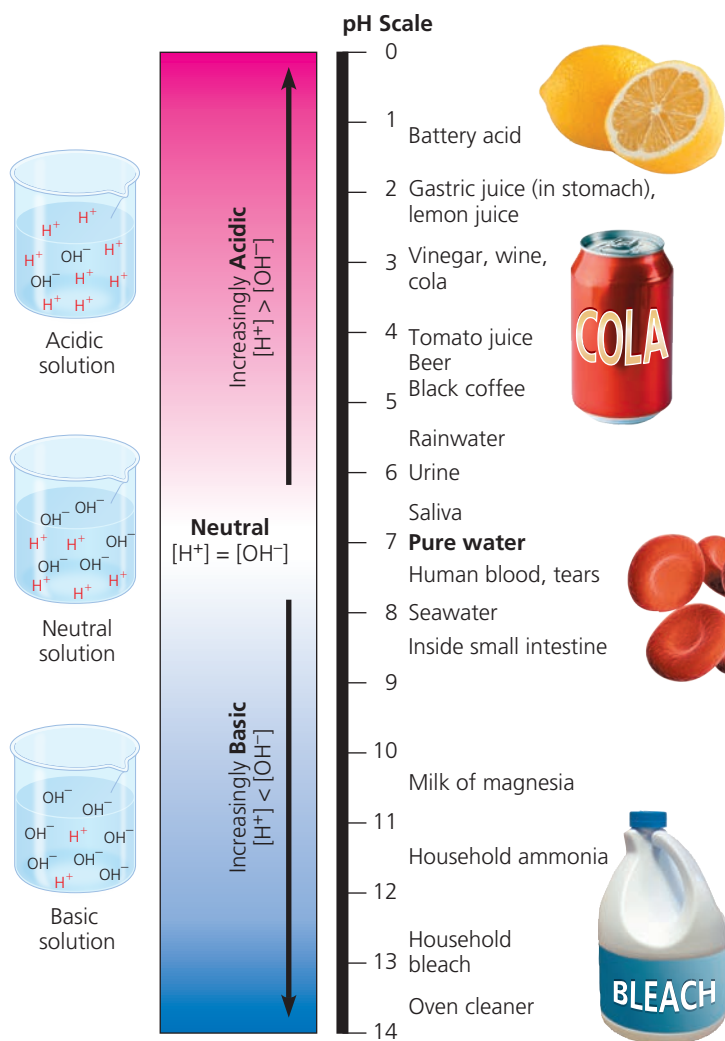 pH Scale
0
1
Battery acid
2
Gastric juice (in stomach),
lemon juice
3
Vinegar, wine,
cola
4
Tomato juice
Beer
Black coffee
5
Rainwater
6
Urine
Saliva
7
Pure water
Human blood, tears
8
Seawater
Inside small intestine
9
10
Milk of magnesia
11
Household ammonia
12
Household
bleach
13
Oven cleaner
14
Increasingly Acidic
[H⁺] > [OH⁻]
Neutral
[H⁺] = [OH⁻]
Increasingly Basic
[H⁺] < [OH⁻]
H⁺
H⁺
H⁺
OH⁻
H⁺
OH⁻
H⁺
H⁺
H⁺
H⁺
Acidic
solution
OH⁻
OH⁻
H⁺
H⁺
OH⁻
OH⁻
OH⁻
H⁺
H⁺
H⁺
Neutral
solution
OH⁻
OH⁻
H⁺
OH⁻
OH⁻
OH⁻
OH⁻
H⁺
Basic
solution
COLA
BLEACH